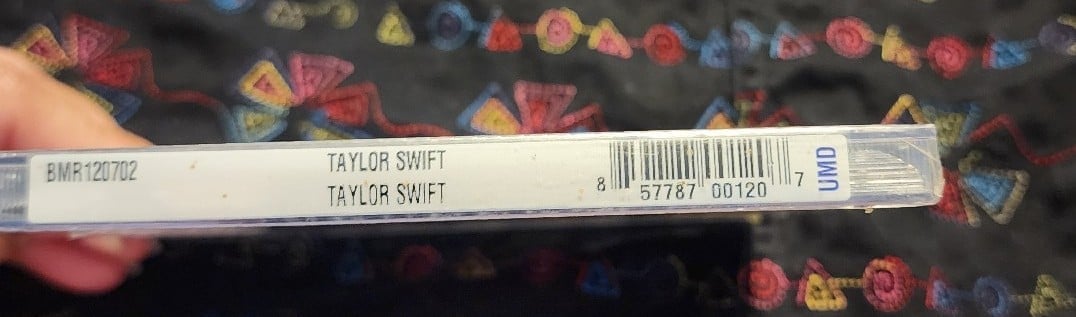 BMR120702
TAYLOR SWIFT
TAYLOR SWIFT
8 57787 00120 7
UMD